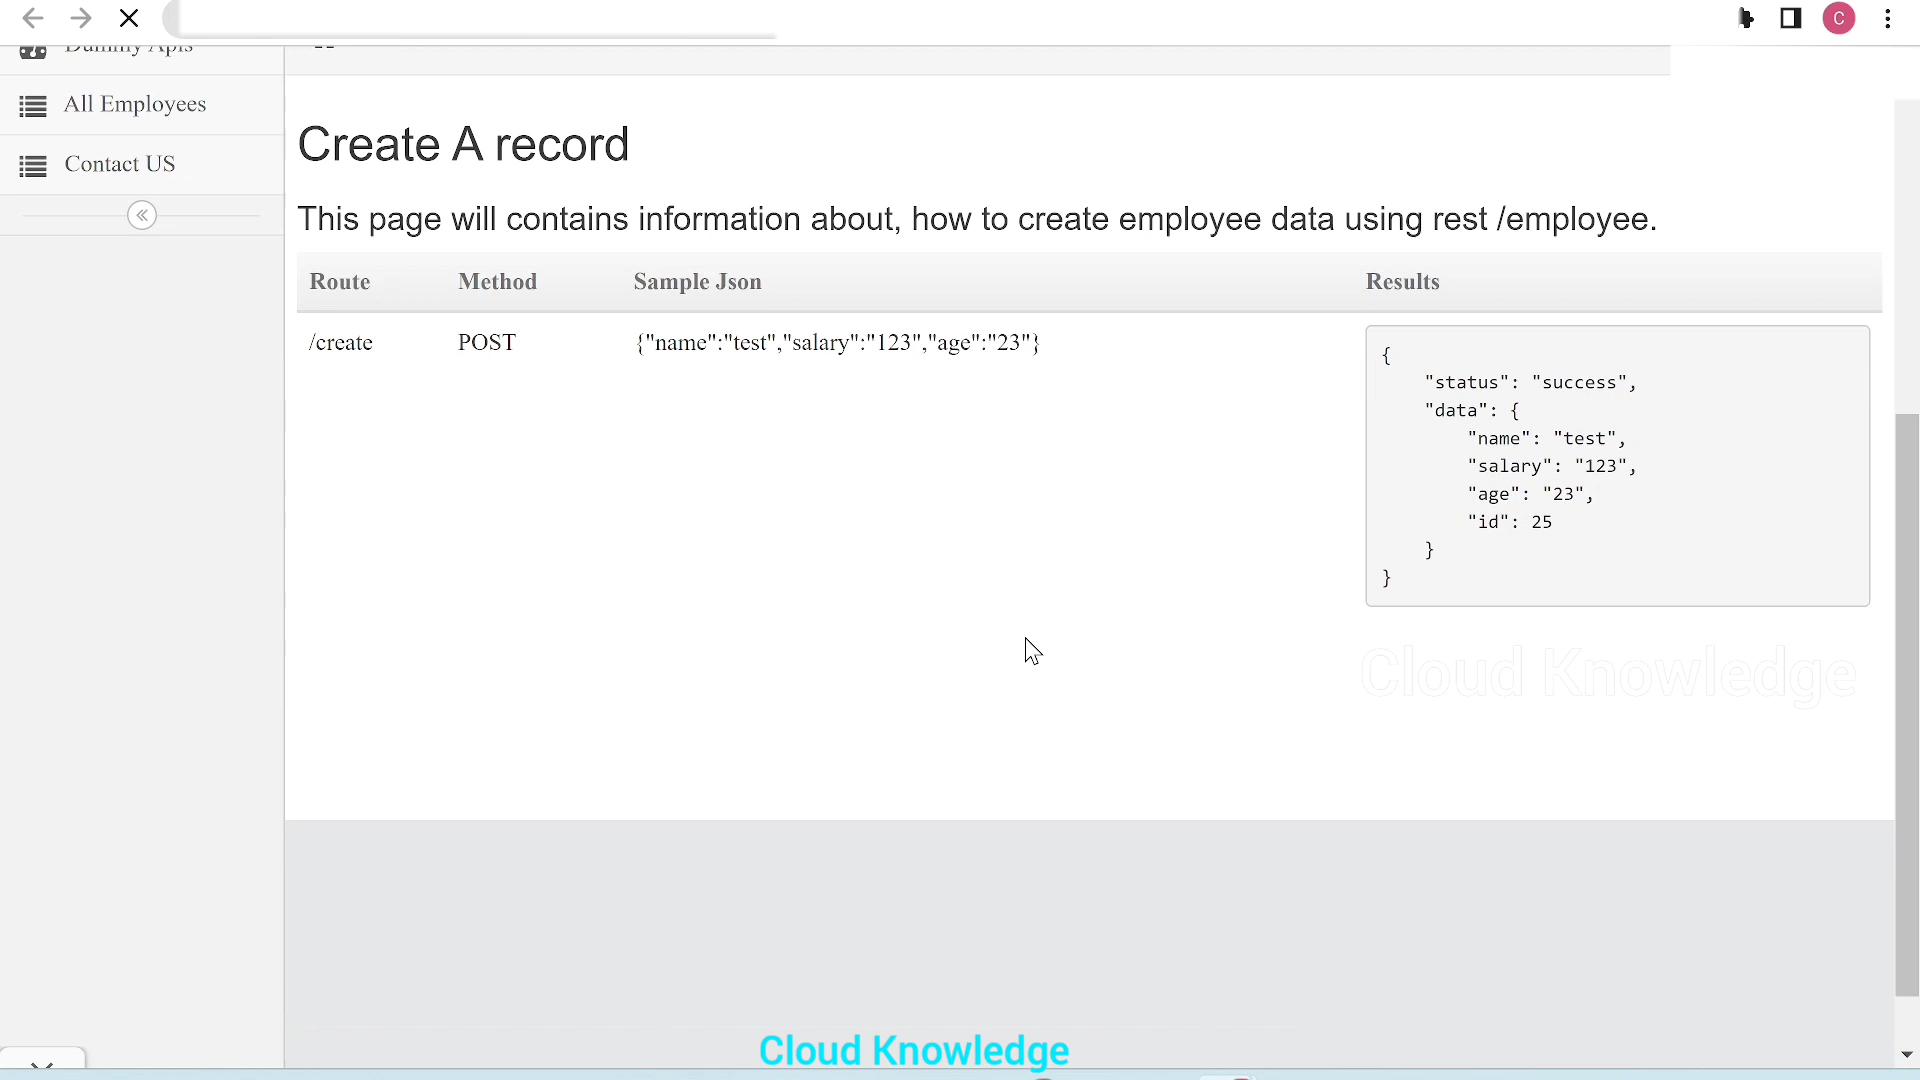 C
Dummy Apis
All Employees
Contact US
Create A record
This page will contains information about, how to create employee data using rest /employee.
Route Method Sample Json Results
/create POST {"name":"test","salary":"123","age":"23"}
{
"status": "success",
"data": {
"name": "test",
"salary": "123",
"age": "23",
"id": 25
}
}
Cloud Knowledge
Cloud Knowledge